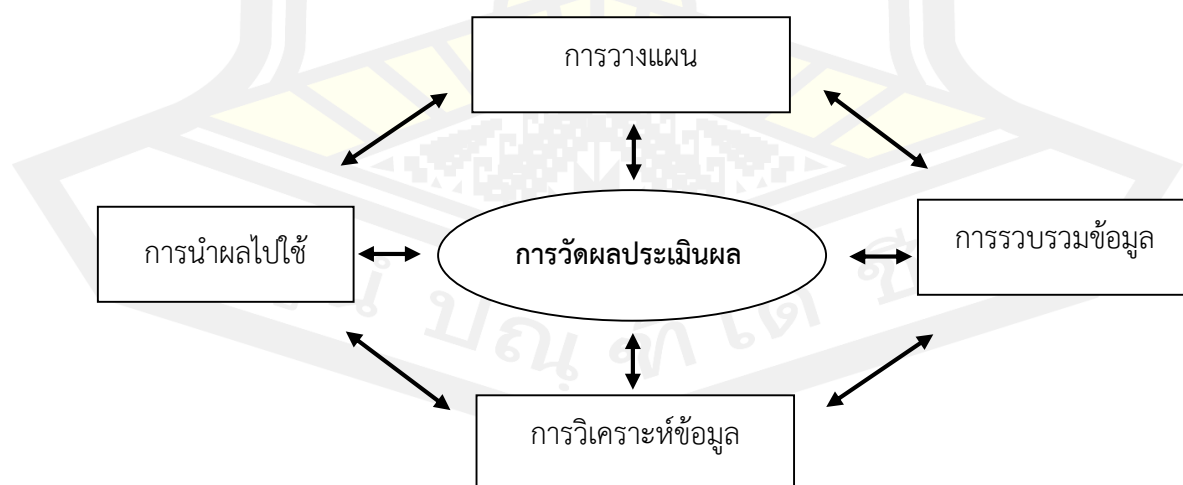 การวางแผน
การนำผลไปใช้
การวัดผลประเมินผล
การรวบรวมข้อมูล
การวิเคราะห์ข้อมูล